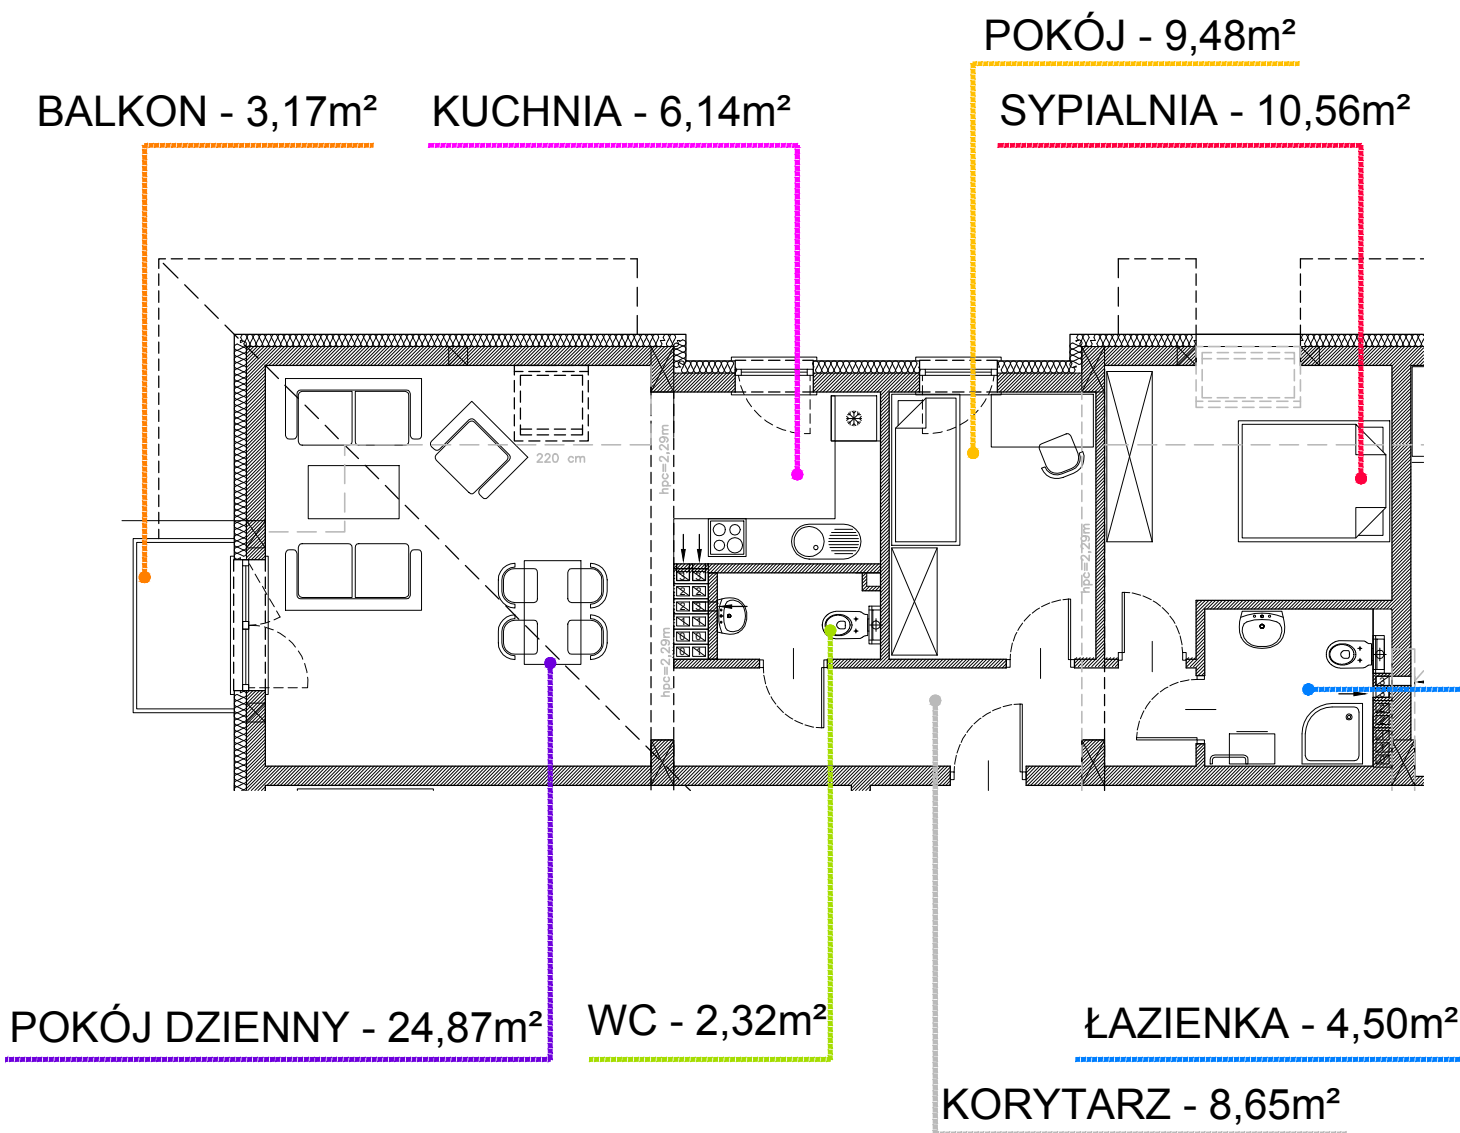 POKÓJ - 9,48m²
BALKON - 3,17m²
KUCHNIA - 6,14m²
SYPIALNIA - 10,56m²
220 cm
hpc=2,29m
hpc=2,29m
hpc=2,29m
POKÓJ DZIENNY - 24,87m²
WC - 2,32m²
ŁAZIENKA - 4,50m²
KORYTARZ - 8,65m²